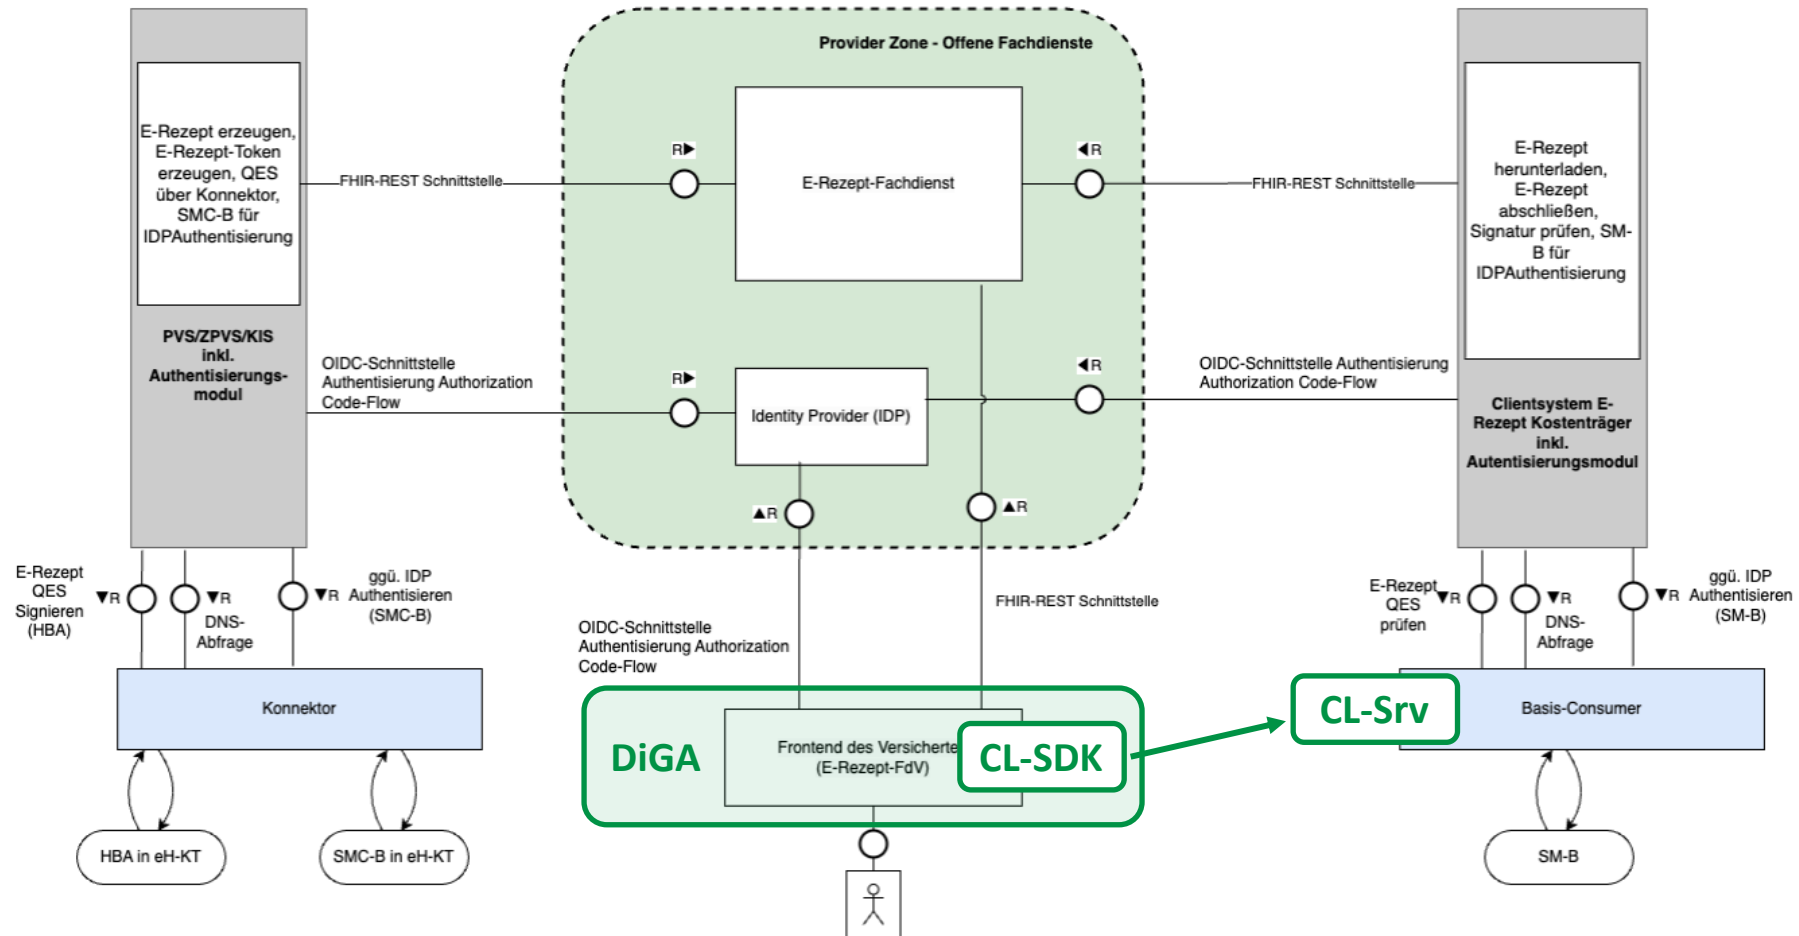 Provider Zone - Offene Fachdienste
E-Rezept erzeugen,
E-Rezept-Token
erzeugen, QES
über Konnektor,
SMC-B für
IDPAuthentisierung
PVS/ZPVS/KIS
inkl.
Authentisierungs-
modul
FHIR-REST Schnittstelle
R▶
E-Rezept-Fachdienst
◀R
FHIR-REST Schnittstelle
E-Rezept
herunterladen,
E-Rezept
abschließen,
Signatur prüfen, SM-
B für
IDPAuthentisierung
OIDC-Schnittstelle
Authentisierung Authorization
Code-Flow
R▶
Identity Provider (IDP)
◀R
OIDC-Schnittstelle Authentisierung
Authorization Code-Flow
Clientsystem E-
Rezept Kostenträger
inkl.
Autentisierungsmodul
▲R
▲R
E-Rezept
QES
Signieren
(HBA)
▼R
▼R
DNS-
Abfrage
▼R
ggü. IDP
Authentisieren
(SMC-B)
OIDC-Schnittstelle
Authentisierung Authorization
Code-Flow
FHIR-REST Schnittstelle
E-Rezept
QES
prüfen
▼R
▼R
DNS-
Abfrage
▼R
ggü. IDP
Authentisieren
(SM-B)
Konnektor
DiGA
Frontend des Versicherte
(E-Rezept-FdV)
CL-SDK
CL-Srv
Basis-Consumer
HBA in eH-KT
SMC-B in eH-KT
SM-B